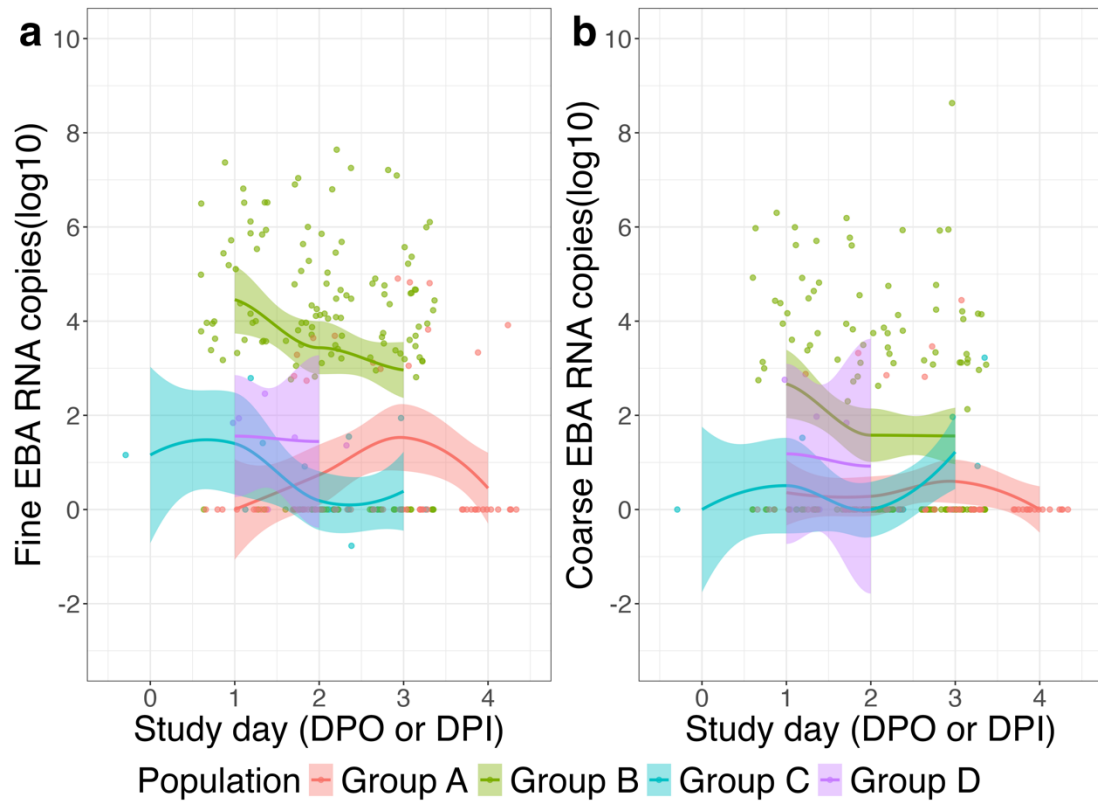 a
b
10
8
6
4
2
0
-2
Fine EBA RNA copies(log10)
0 1 2 3 4
Study day (DPO or DPI)
10
8
6
4
2
0
-2
Coarse EBA RNA copies(log10)
0 1 2 3 4
Study day (DPO or DPI)
Population Group A Group B Group C Group D